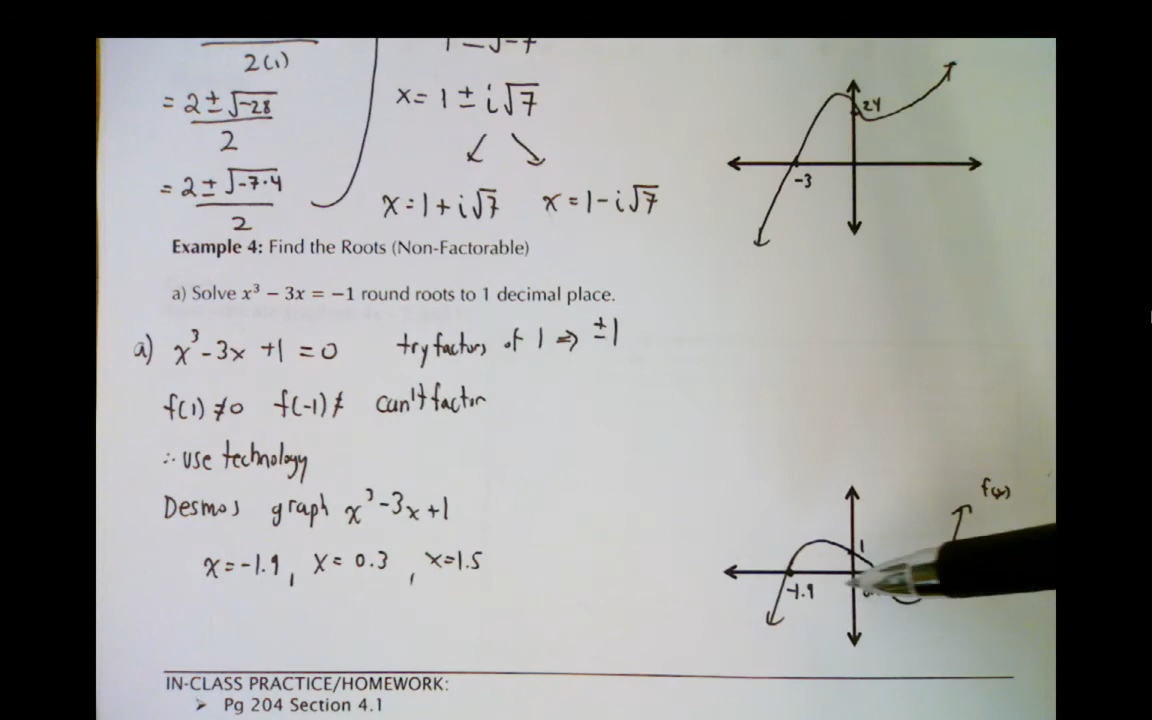 2(1)
= 2 ± √-28
2
= 2 ± √-7·4
2
x = 1 ± i√7
x = 1 + i√7 x = 1 - i√7
24
-3
Example 4: Find the Roots (Non-Factorable)
a) Solve x³ − 3x = −1 round roots to 1 decimal place.
a) x³ - 3x + 1 = 0 try factors of 1 ⇒ ±1
f(1) ≠ 0 f(-1) ≠ can't factor
∴ use technology
Desmos graph x³ - 3x + 1
x = -1.9, x = 0.3, x = 1.5
f(x)
1
-1.9
IN-CLASS PRACTICE/HOMEWORK:
➢ Pg 204 Section 4.1